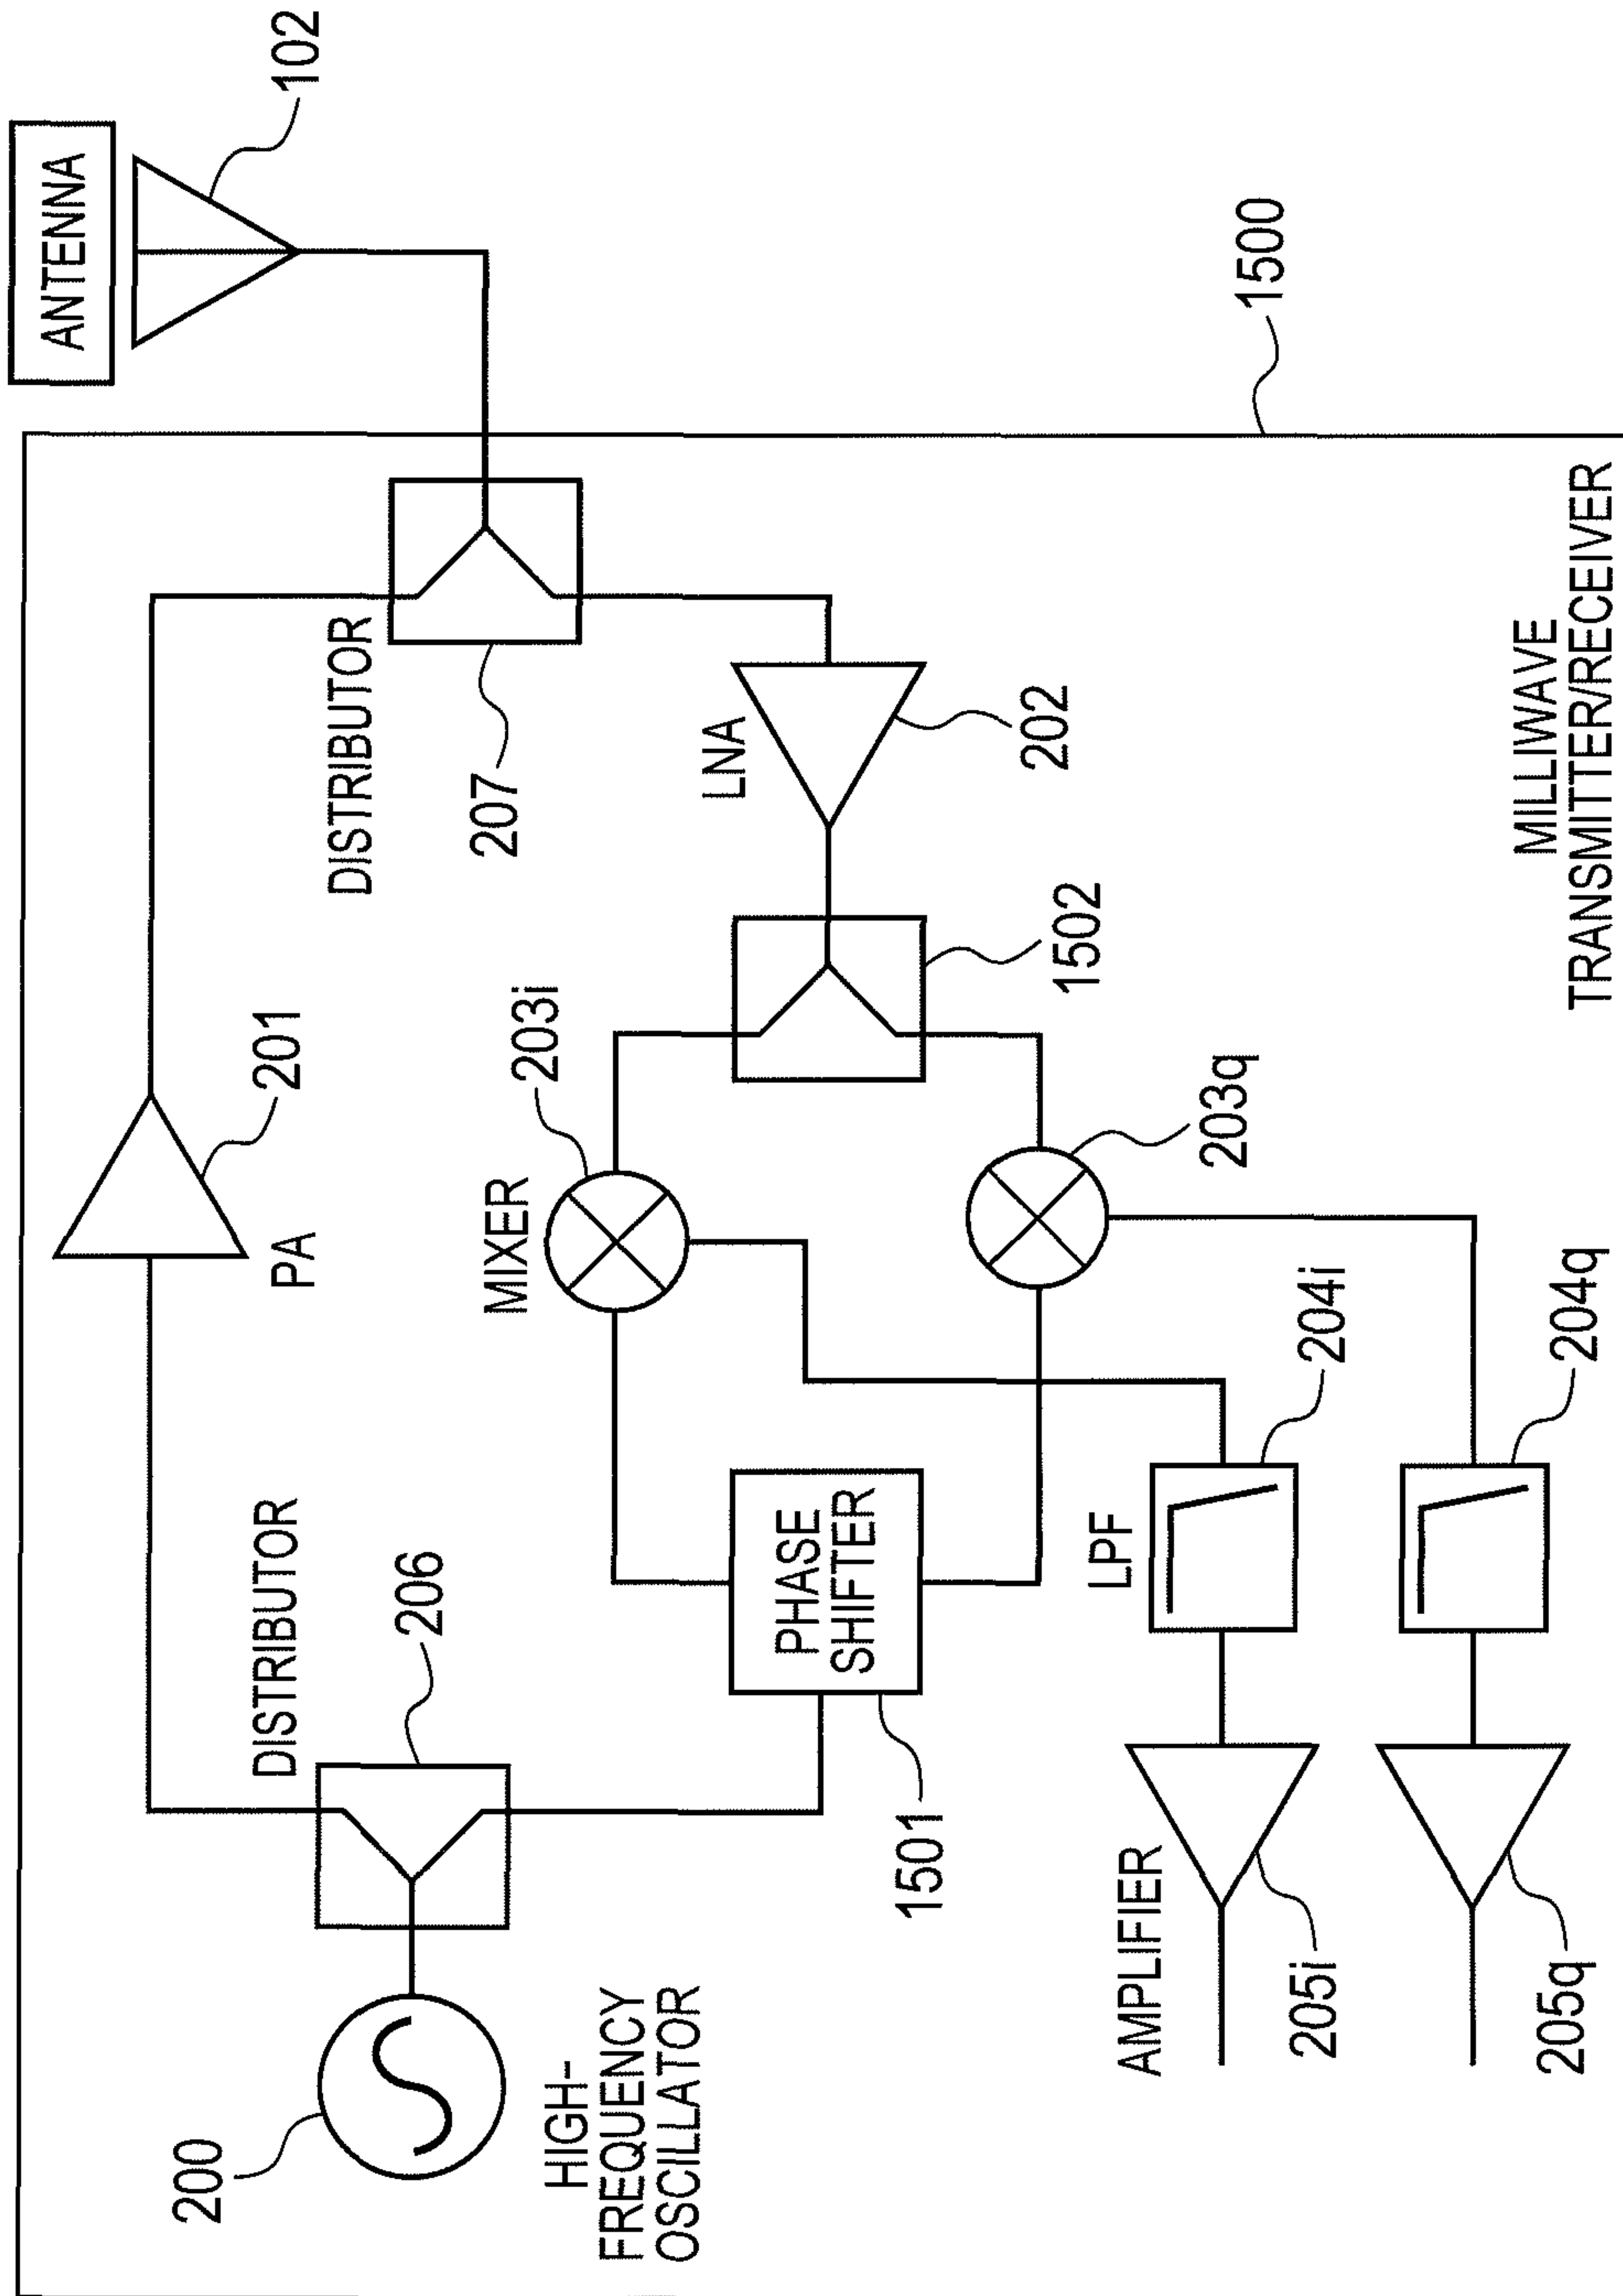 ANTENNA
102
201
PA
DISTRIBUTOR
207
DISTRIBUTOR
206
200
HIGH-
FREQUENCY
OSCILLATOR
MIXER
203i
LNA
202
1502
PHASE
SHIFTER
1501
203q
1500
LPF
204i
AMPLIFIER
205i
204q
205q
MILLIWAVE
TRANSMITTER/RECEIVER